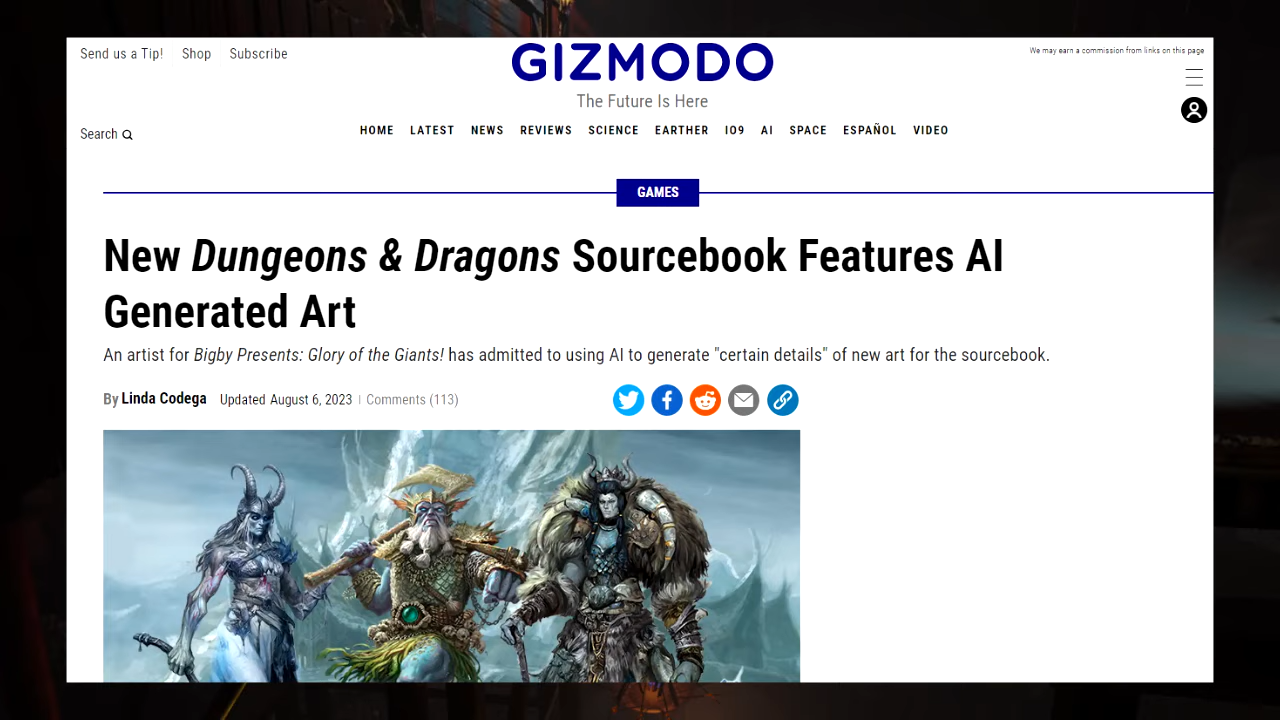 Send us a Tip! Shop Subscribe
GIZMODO
We may earn a commission from links on this page
The Future Is Here
Search
HOME LATEST NEWS REVIEWS SCIENCE EARTHER IO9 AI SPACE ESPAÑOL VIDEO
GAMES
New Dungeons & Dragons Sourcebook Features AI
Generated Art
An artist for Bigby Presents: Glory of the Giants! has admitted to using AI to generate "certain details" of new art for the sourcebook.
By Linda Codega Updated August 6, 2023 | Comments (113)